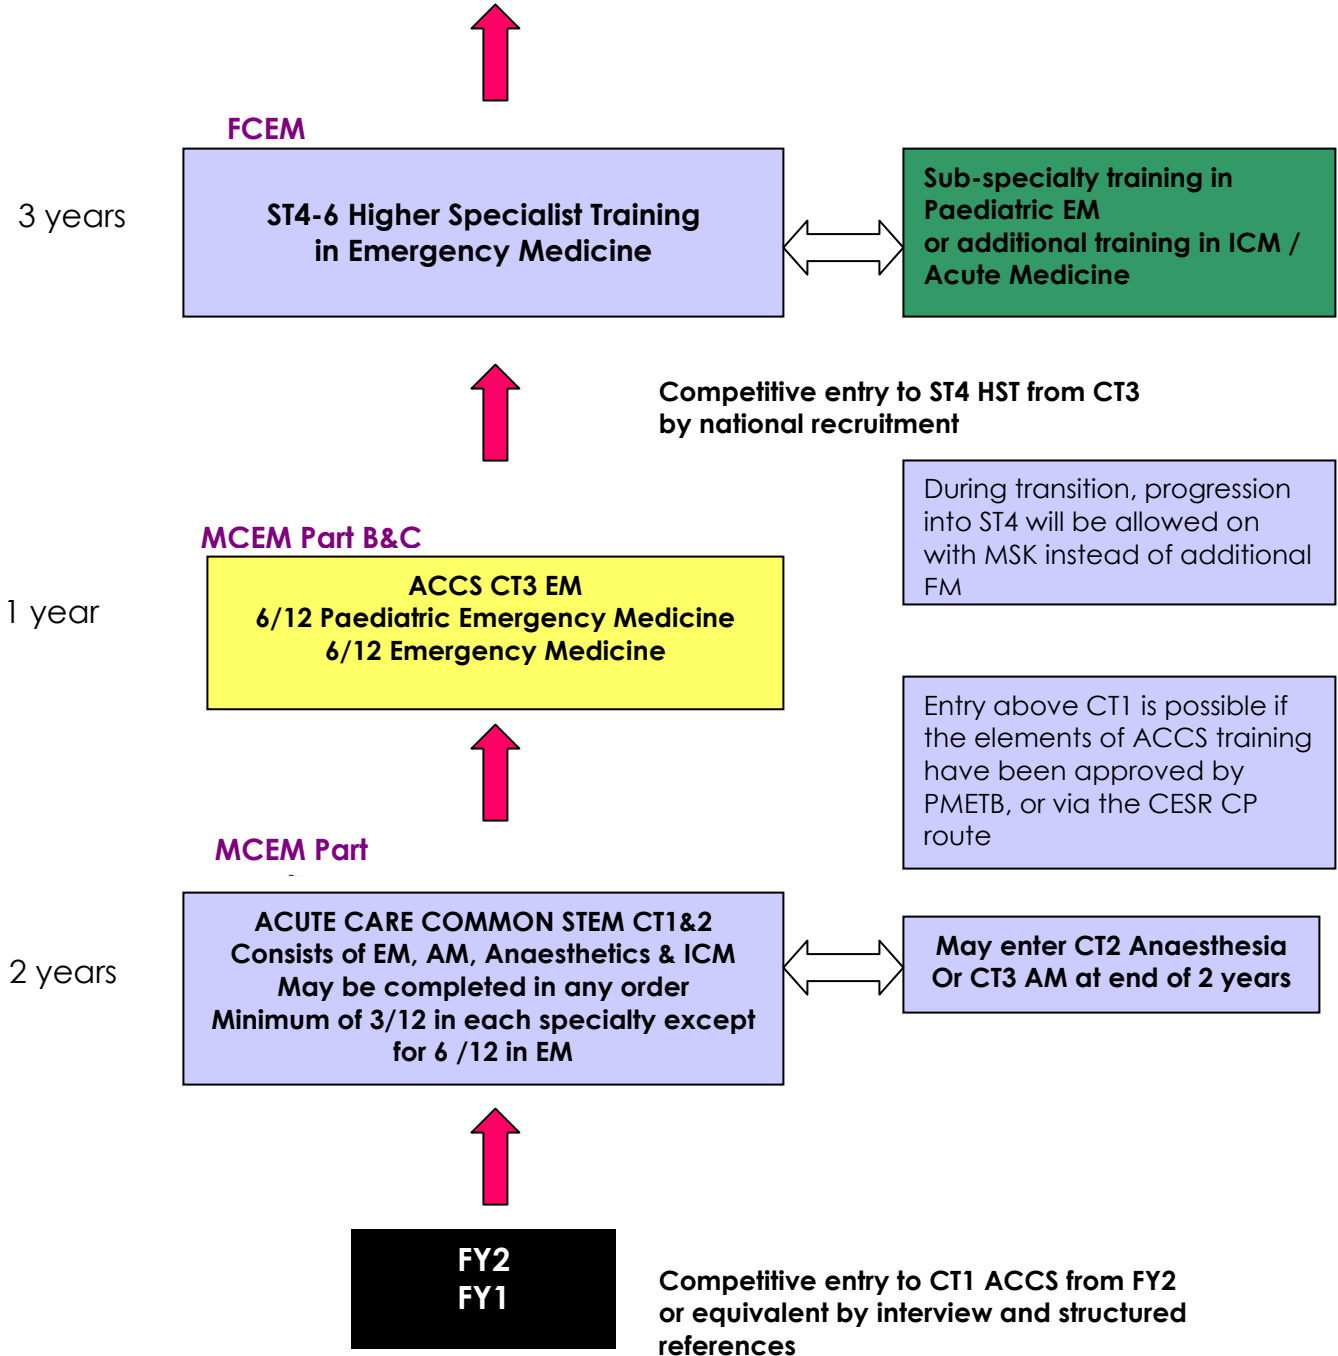 FCEM
3 years
ST4-6 Higher Specialist Training
in Emergency Medicine
Sub-specialty training in
Paediatric EM
or additional training in ICM /
Acute Medicine
Competitive entry to ST4 HST from CT3
by national recruitment
During transition, progression
into ST4 will be allowed on
with MSK instead of additional
EM
MCEM Part B&C
1 year
ACCS CT3 EM
6/12 Paediatric Emergency Medicine
6/12 Emergency Medicine
Entry above CT1 is possible if
the elements of ACCS training
have been approved by
PMETB, or via the CESR CP
route
MCEM Part
2 years
ACUTE CARE COMMON STEM CT1&2
Consists of EM, AM, Anaesthetics & ICM
May be completed in any order
Minimum of 3/12 in each specialty except
for 6 /12 in EM
May enter CT2 Anaesthesia
Or CT3 AM at end of 2 years
FY2
FY1
Competitive entry to CT1 ACCS from FY2
or equivalent by interview and structured
references